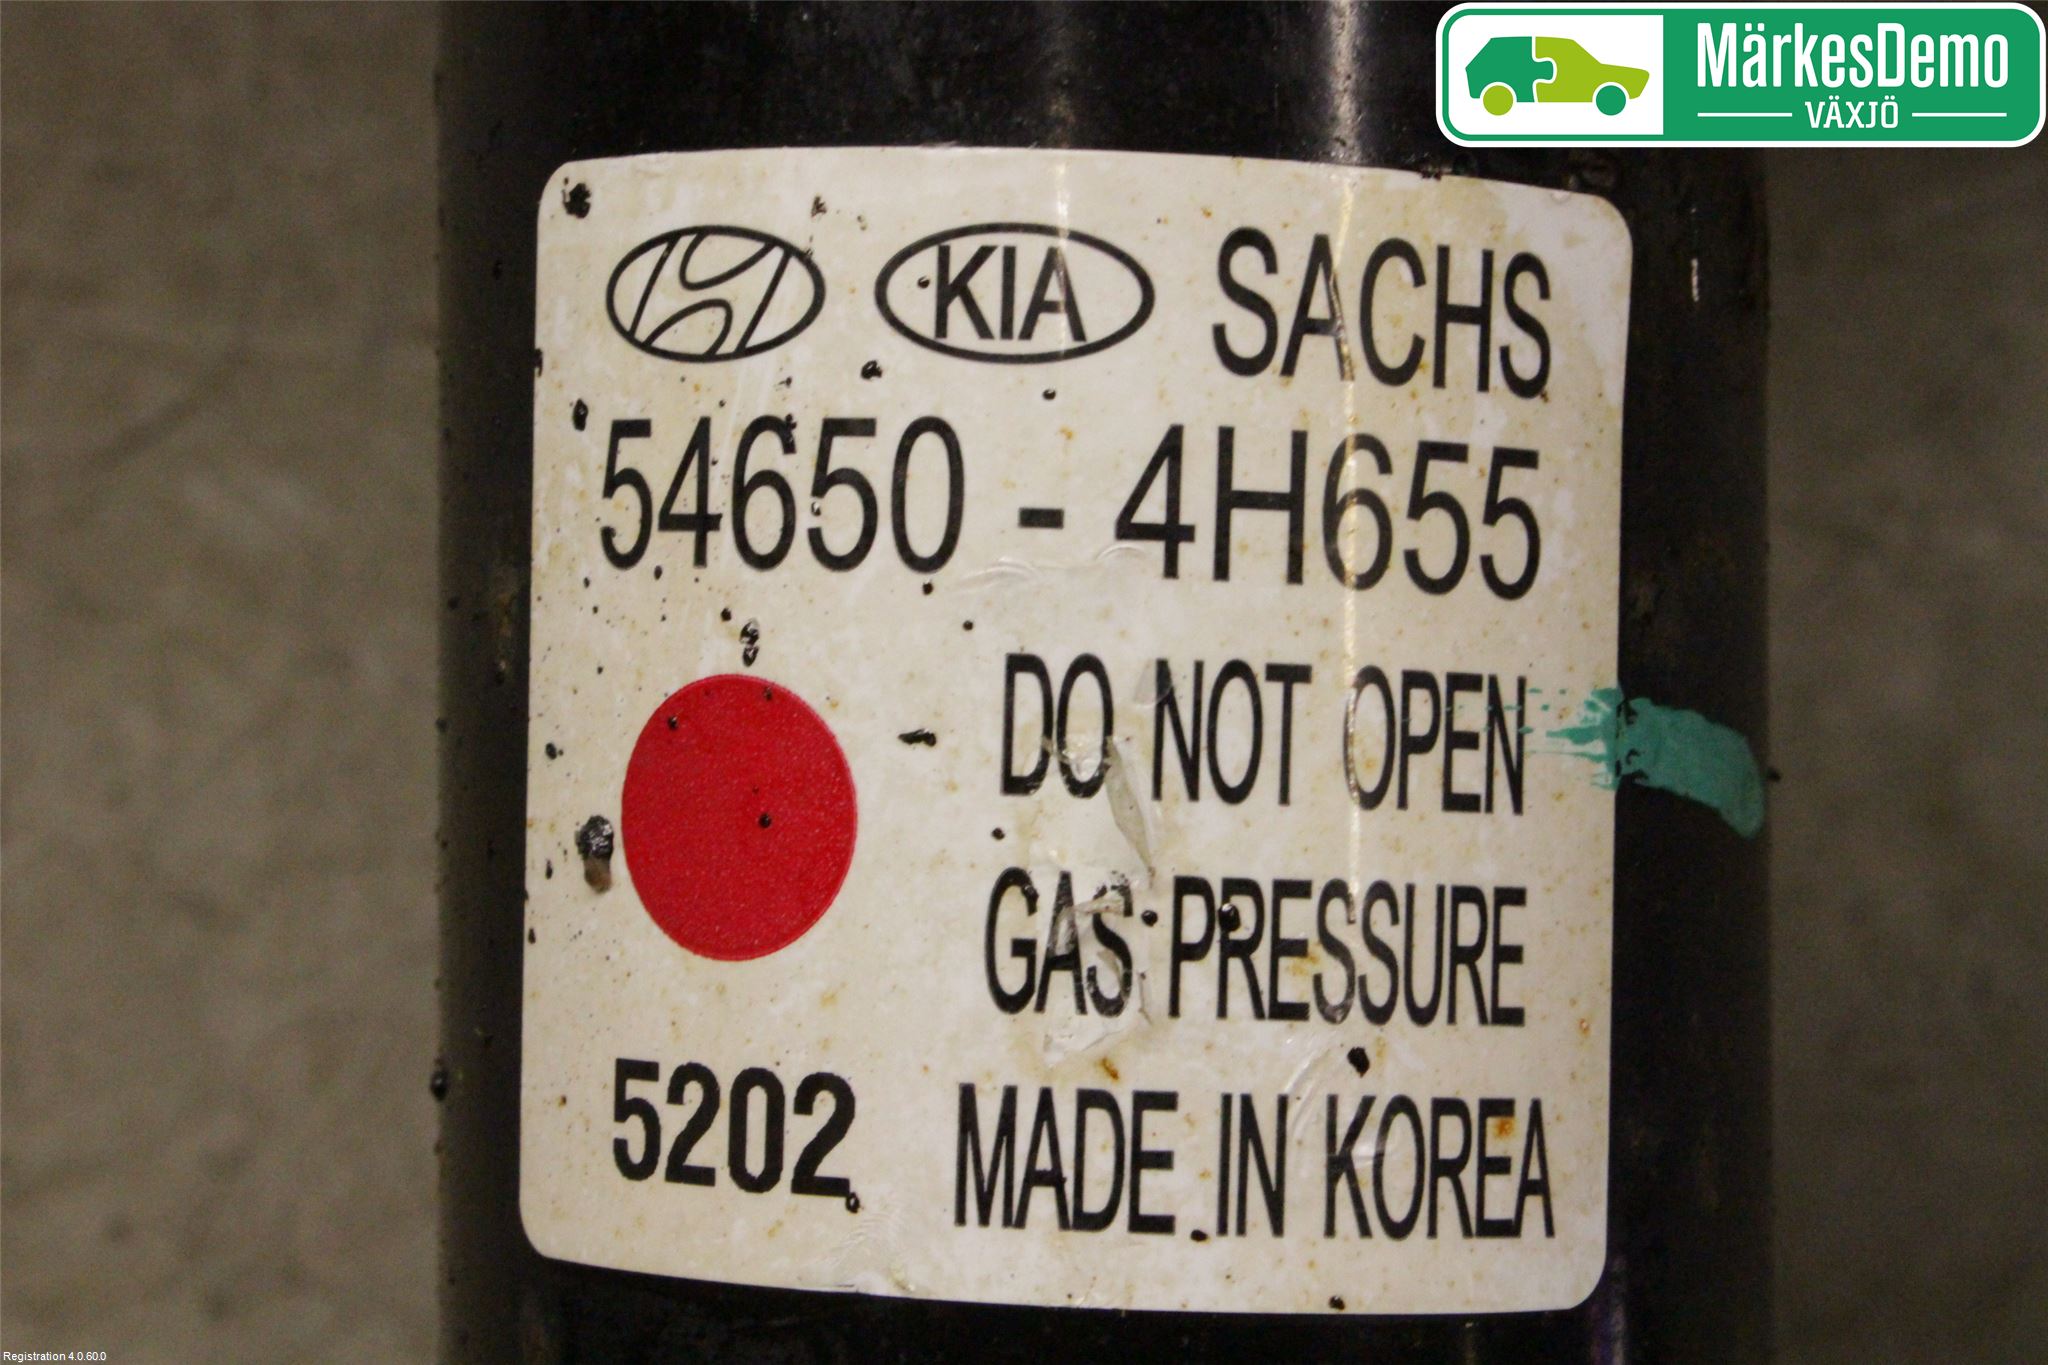 MärkesDemo
VÄXJÖ
KIA SACHS
54650 - 4H655
DO NOT OPEN
GAS PRESSURE
5202 MADE IN KOREA
Registration 4.0.60.0